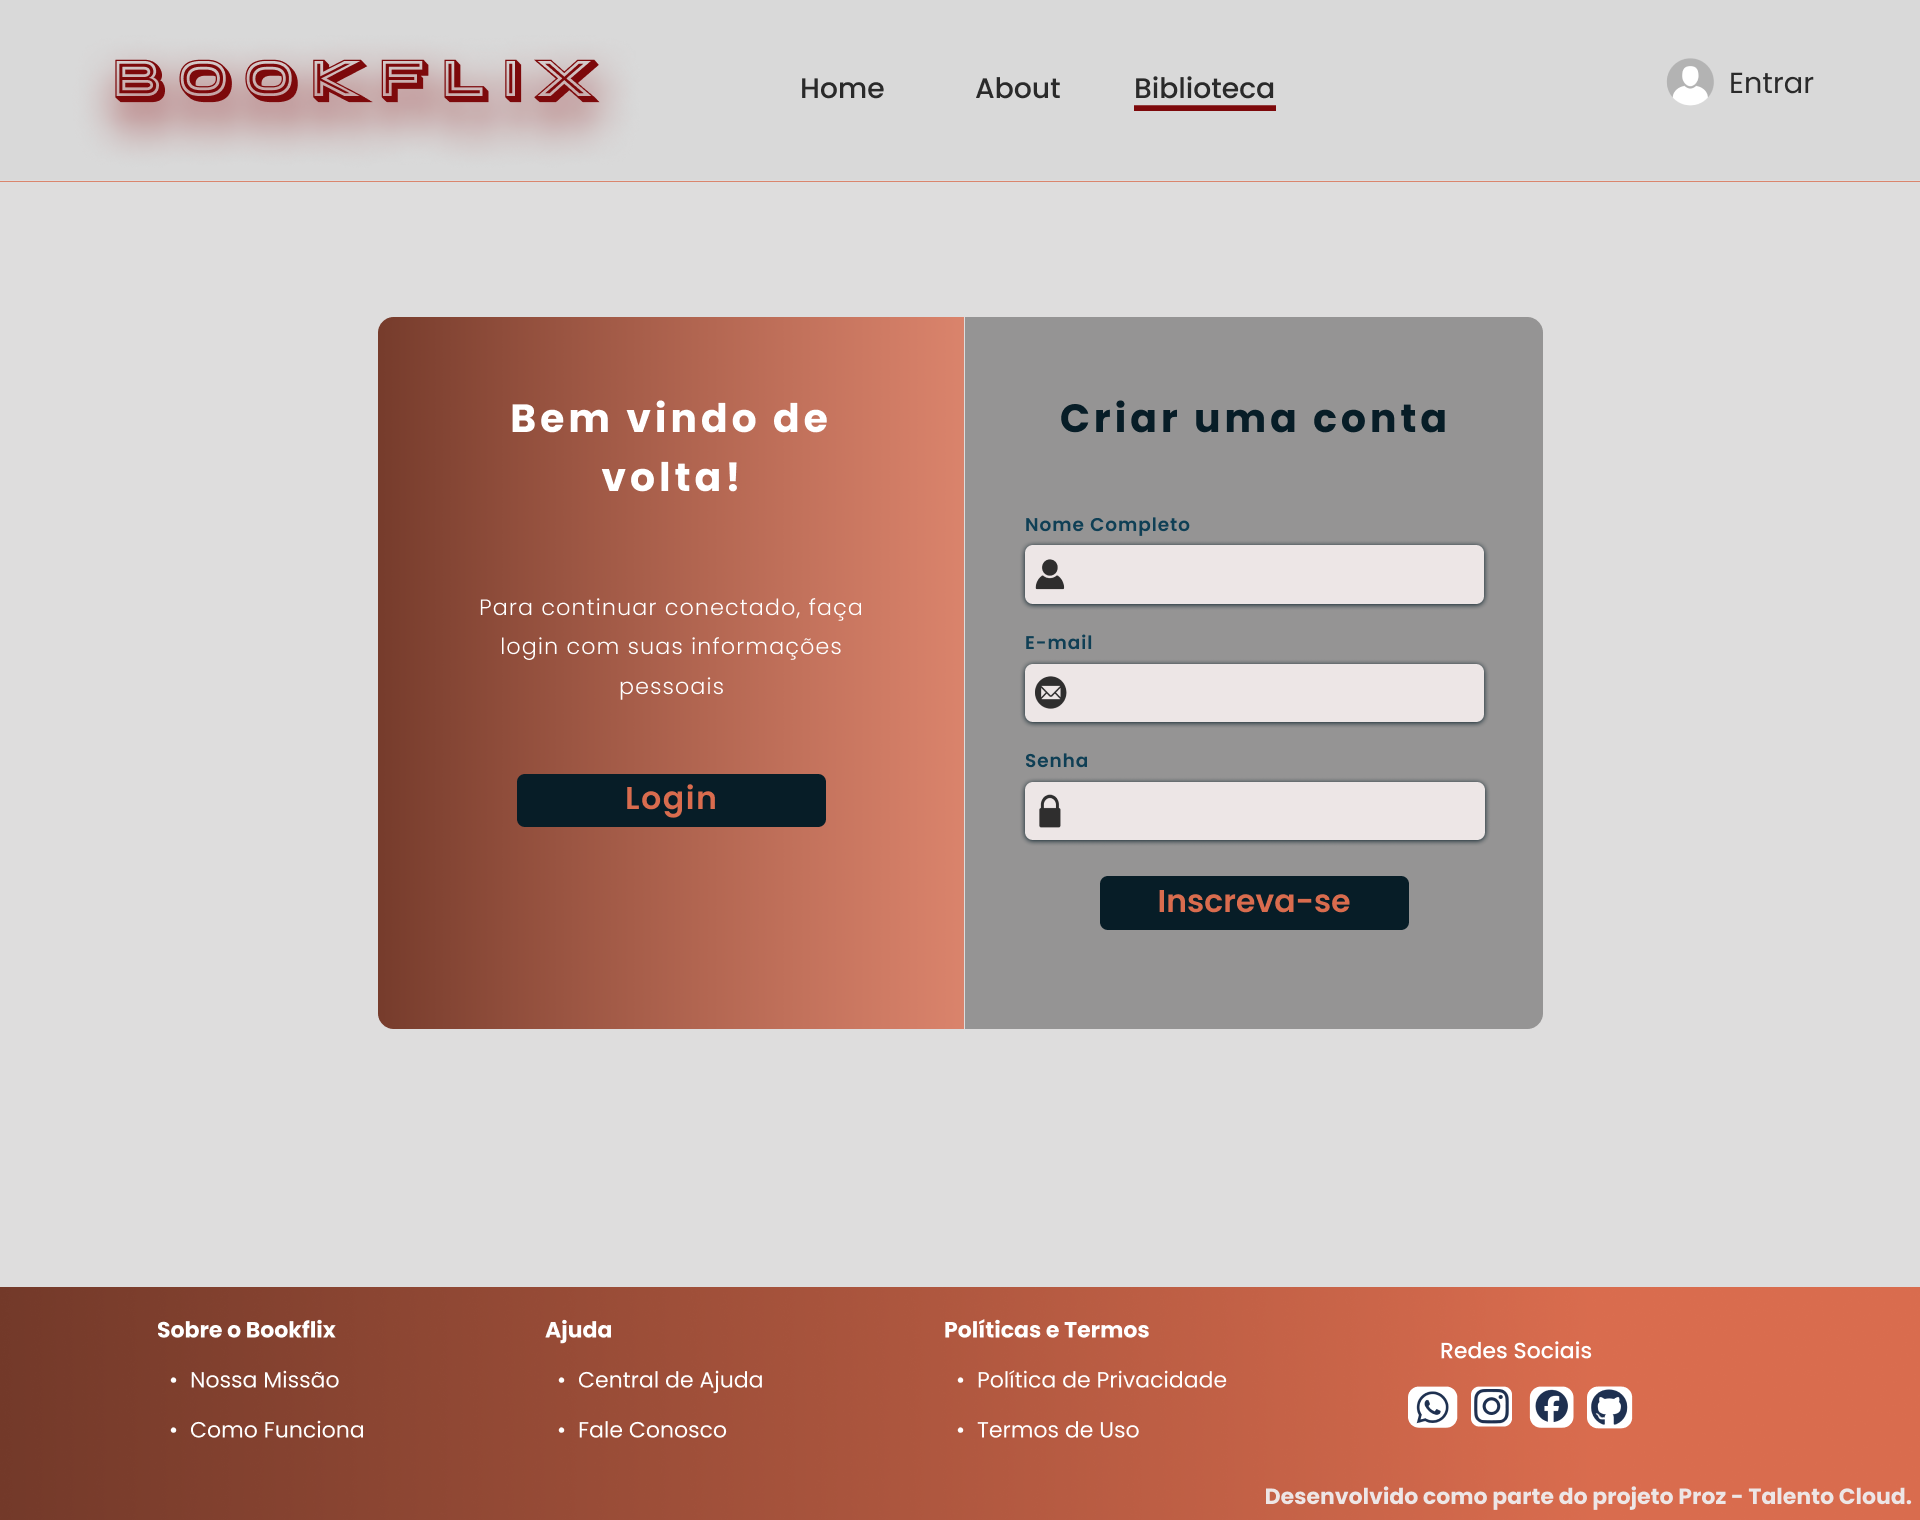 BOOKFLIX
Home
About
Biblioteca
Entrar
Bem vindo de
volta!
Para continuar conectado, faça
login com suas informações
pessoais
Login
Criar uma conta
Nome Completo
E-mail
Senha
Inscreva-se
Sobre o Bookflix
• Nossa Missão
• Como Funciona
Ajuda
• Central de Ajuda
• Fale Conosco
Políticas e Termos
• Política de Privacidade
• Termos de Uso
Redes Sociais
Desenvolvido como parte do projeto Proz - Talento Cloud.